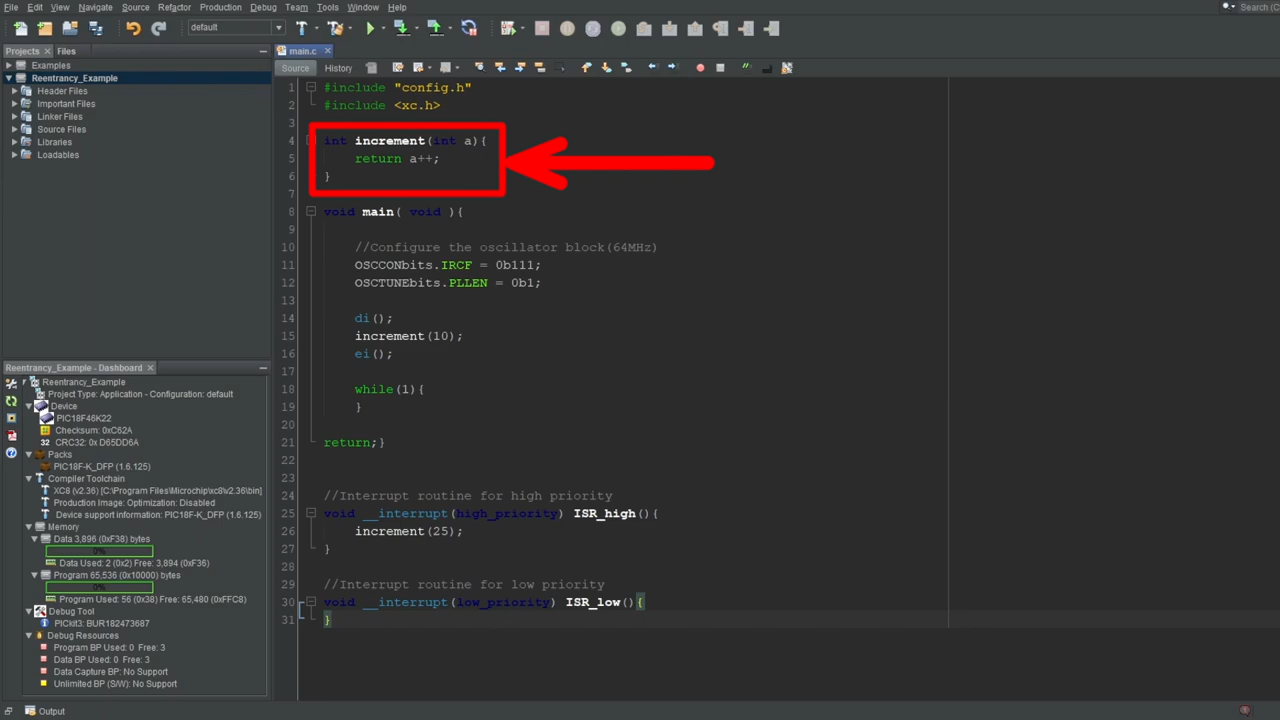 File Edit View Navigate Source Refactor Production Debug Team Tools Window Help
Search (C
default
Projects Files
main.c
Source History
Examples
Reentrancy_Example
Header Files
Important Files
Linker Files
Source Files
Libraries
Loadables
1 #include "config.h"
2 #include <xc.h>
3
4 int increment(int a){
5 return a++;
6 }
7
8 void main( void ){
9
10 //Configure the oscillator block(64MHz)
11 OSCCONbits.IRCF = 0b111;
12 OSCTUNEbits.PLLEN = 0b1;
13
14 di();
15 increment(10);
16 ei();
17
18 while(1){
19 }
20
21 return;}
22
23
24 //Interrupt routine for high priority
25 void __interrupt(high_priority) ISR_high(){
26 increment(25);
27 }
28
29 //Interrupt routine for low priority
30 void __interrupt(low_priority) ISR_low(){
31 }
Reentrancy_Example - Dashboard
Reentrancy_Example
Project Type: Application - Configuration: default
Device
PIC18F46K22
Checksum: 0xC62A
32 CRC32: 0x D65DD6A
Packs
PIC18F-K_DFP (1.6.125)
Compiler Toolchain
XC8 (v2.36) [C:\Program Files\Microchip\xc8\v2.36\bin]
Production Image: Optimization: Disabled
Device support information: PIC18F-K_DFP (1.6.125)
Memory
Data 3,896 (0xF38) bytes
0%
Data Used: 2 (0x2) Free: 3,894 (0xF36)
Program 65,536 (0x10000) bytes
0%
Program Used: 56 (0x38) Free: 65,480 (0xFFC8)
Debug Tool
PICkit3: BUR182473687
Debug Resources
Program BP Used: 0 Free: 3
Data BP Used: 0 Free: 3
Data Capture BP: No Support
Unlimited BP (S/W): No Support
Output